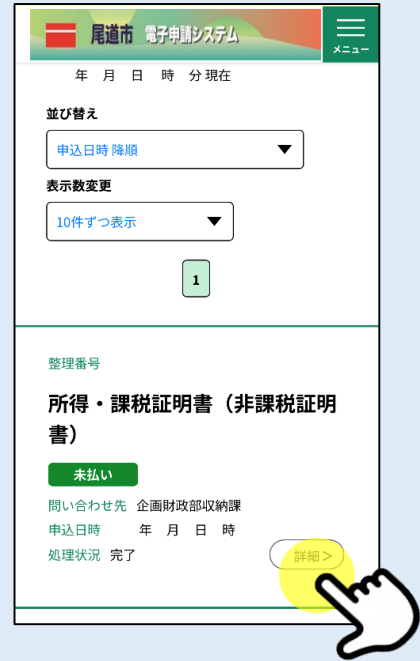 尾道市 電子申請システム
メニュー
年 月 日 時 分 現在
並び替え
申込日時 降順
表示数変更
10件ずつ表示
1
整理番号
所得・課税証明書（非課税証明
書）
未払い
問い合わせ先 企画財政部収納課
申込日時 年 月 日 時
処理状況 完了
詳細＞